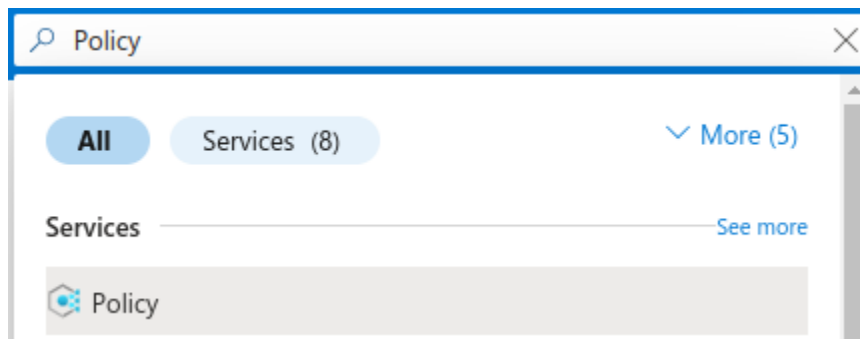 Policy
All Services (8) More (5)
Services See more
Policy